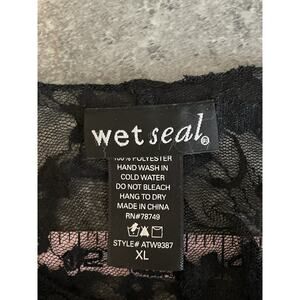 wet seal®
100% POLYESTER
HAND WASH IN
COLD WATER
DO NOT BLEACH
HANG TO DRY
MADE IN CHINA
RN#78749
STYLE# ATW9387
XL